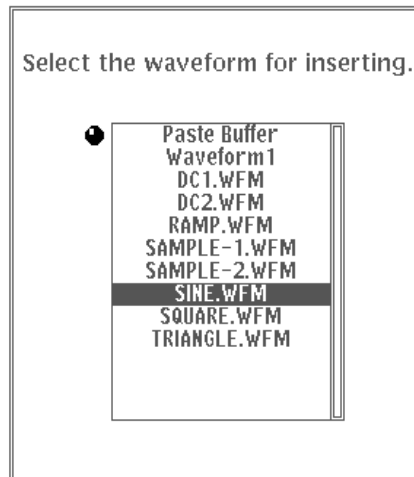 Select the waveform for inserting.
Paste Buffer
Waveform1
DC1.WFM
DC2.WFM
RAMP.WFM
SAMPLE-1.WFM
SAMPLE-2.WFM
SINE.WFM
SQUARE.WFM
TRIANGLE.WFM